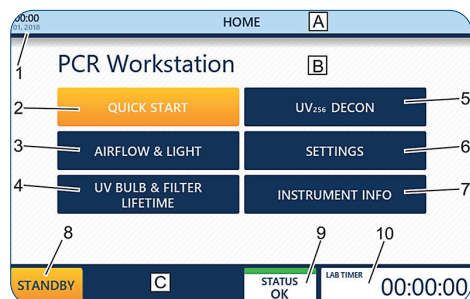 00:00
01. 2018
HOME
A
1
PCR Workstation
B
2
QUICK START
UV256 DECON
5
3
AIRFLOW & LIGHT
SETTINGS
6
4
UV BULB & FILTER
LIFETIME
INSTRUMENT INFO
7
8
9
10
STANDBY
C
STATUS
OK
LAB TIMER
00:00:00